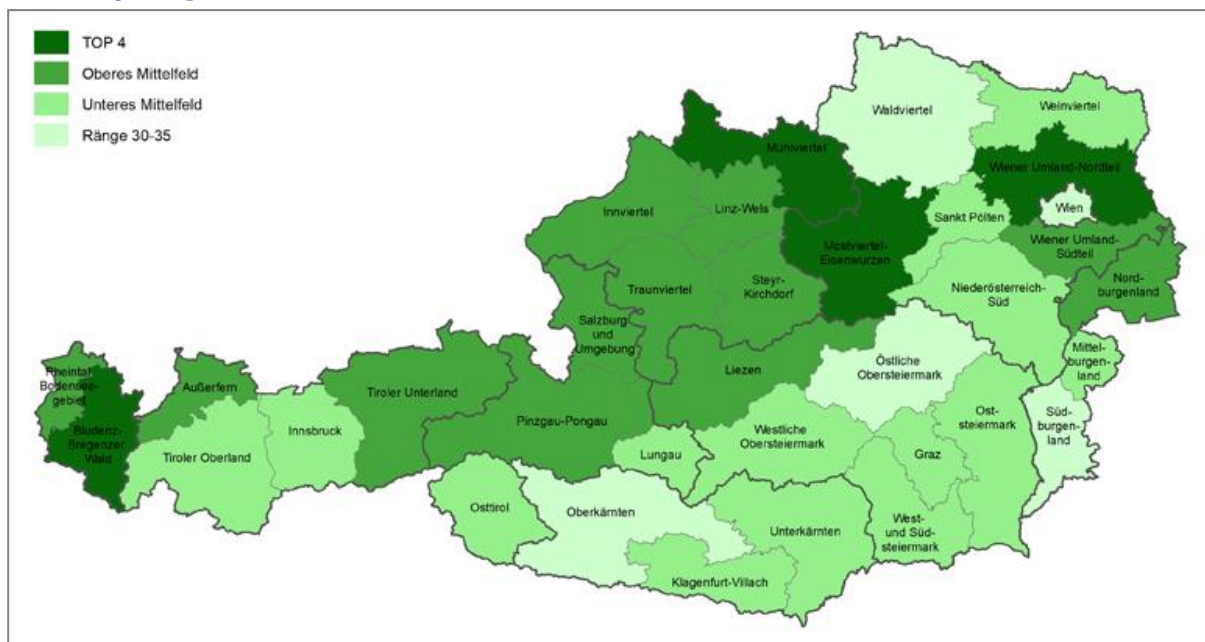 TOP 4
Oberes Mittelfeld
Unteres Mittelfeld
Ränge 30-35
Waldviertel
Weinviertel
Mühlviertel
Wiener Umland-Nordteil
Wien
Innviertel
Linz-Wels
Sankt Pölten
Mostviertel-
Eisenwurzen
Wiener Umland-
Südteil
Nord-
burgenland
Traunviertel
Steyr-
Kirchdorf
Niederösterreich-
Süd
Salzburg
und
Umgebung
Mittel-
burgen-
land
Rheintal-
Bodensee-
gebiet
Außerfern
Tiroler Unterland
Liezen
Östliche
Obersteiermark
Bludenz-
Bregenzer
Wald
Innsbruck
Pinzgau-Pongau
Westliche
Obersteiermark
Ost-
steiermark
Süd-
burgen-
land
Tiroler Oberland
Lungau
Graz
Osttirol
Oberkärnten
Unterkärnten
West-
und Süd-
steiermark
Klagenfurt-Villach